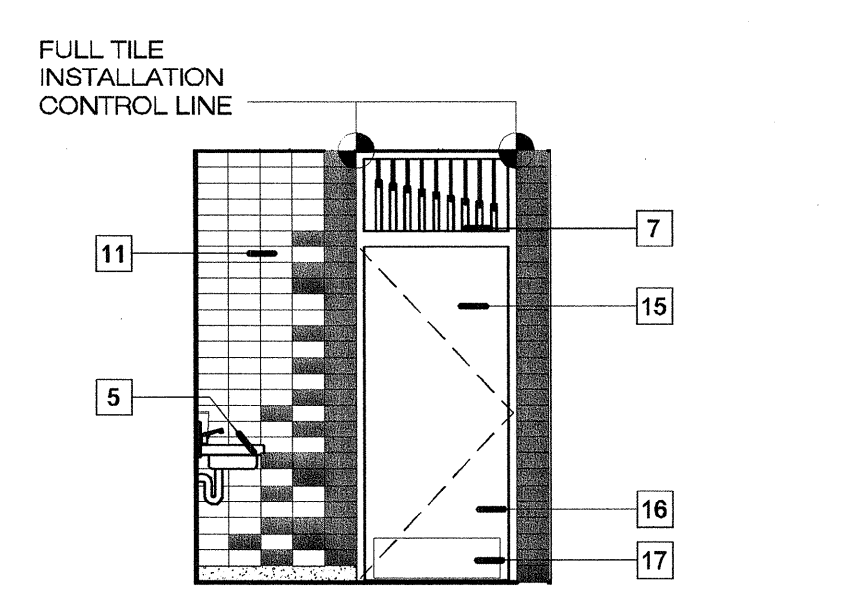 FULL TILE
INSTALLATION
CONTROL LINE
7
11
15
5
16
17